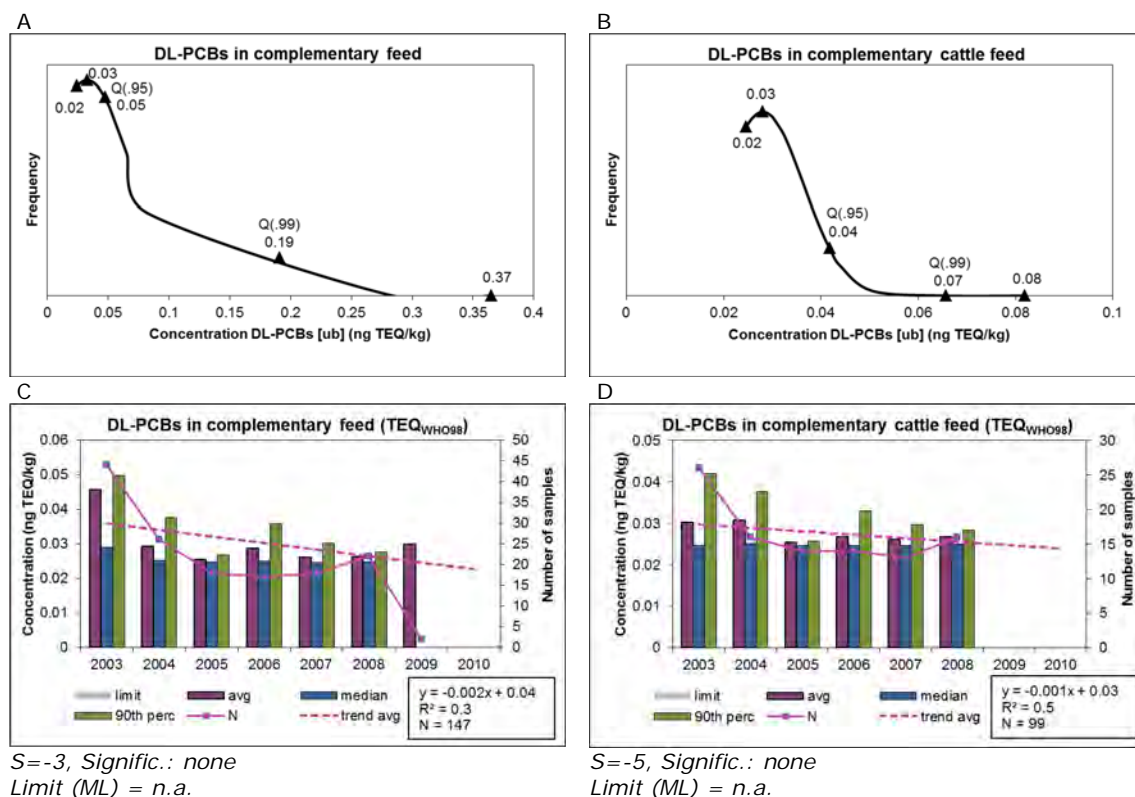 A
DL-PCBs in complementary feed
Frequency
0.03
Q(.95)
0.02
0.05
Q(.99)
0.19
0.37
0
0.05
0.1
0.15
0.2
0.25
0.3
0.35
0.4
Concentration DL-PCBs [ub] (ng TEQ/kg)
B
DL-PCBs in complementary cattle feed
Frequency
0.03
0.02
Q(.95)
0.04
Q(.99)
0.07
0.08
0
0.02
0.04
0.06
0.08
0.1
Concentration DL-PCBs [ub] (ng TEQ/kg)
C
DL-PCBs in complementary feed (TEQWHO98)
Concentration (ng TEQ/kg)
0.06
0.05
0.04
0.03
0.02
0.01
0
50
45
40
35
30
25
20
15
10
5
0
Number of samples
2003
2004
2005
2006
2007
2008
2009
2010
limit
avg
median
90th perc
N
trend avg
y = -0.002x + 0.04
R² = 0.3
N = 147
S=-3, Signific.: none
Limit (ML) = n.a.
D
DL-PCBs in complementary cattle feed (TEQWHO98)
Concentration (ng TEQ/kg)
0.05
0.04
0.03
0.02
0.01
0
30
25
20
15
10
5
0
Number of samples
2003
2004
2005
2006
2007
2008
2009
2010
limit
avg
median
90th perc
N
trend avg
y = -0.001x + 0.03
R² = 0.5
N = 99
S=-5, Signific.: none
Limit (ML) = n.a.